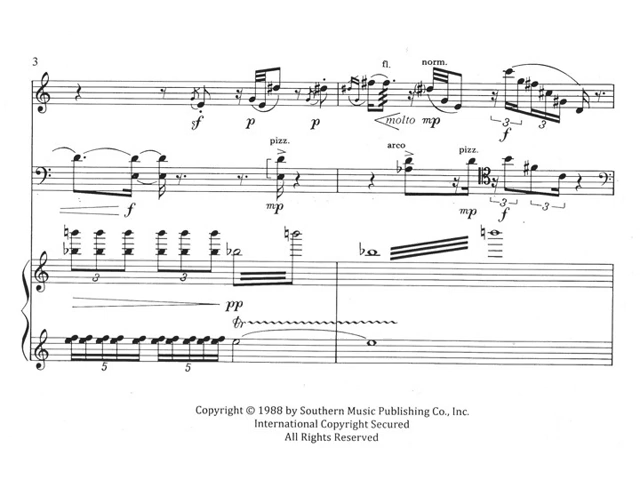 3
fl.
norm.
sf
p
p
molto
mp
3
3
f
pizz.
arco
pizz.
f
mp
mp
3
3
f
3
3
pp
tr
5
5
Copyright © 1988 by Southern Music Publishing Co., Inc.
International Copyright Secured
All Rights Reserved